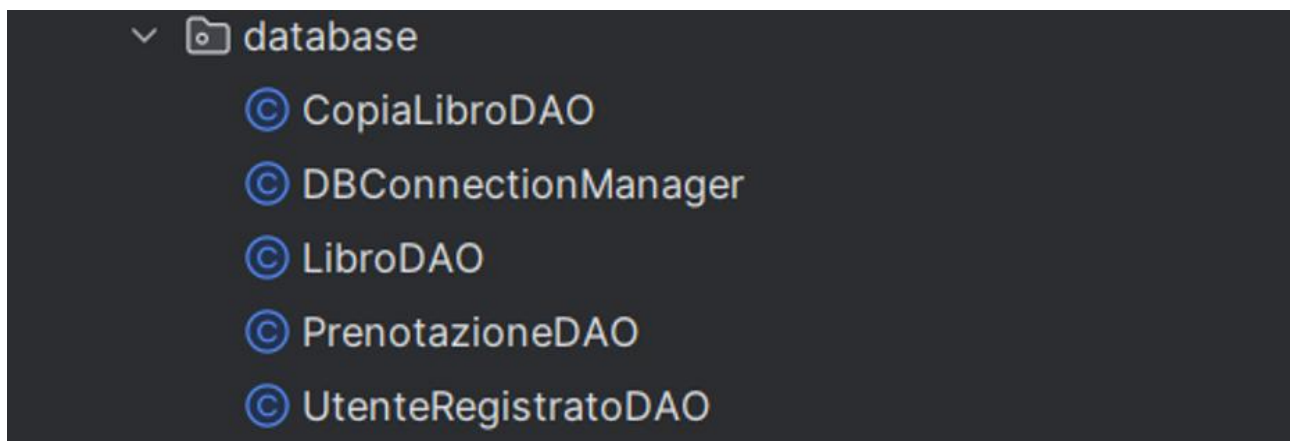 database
CopiaLibroDAO
DBConnectionManager
LibroDAO
PrenotazioneDAO
UtenteRegistratoDAO